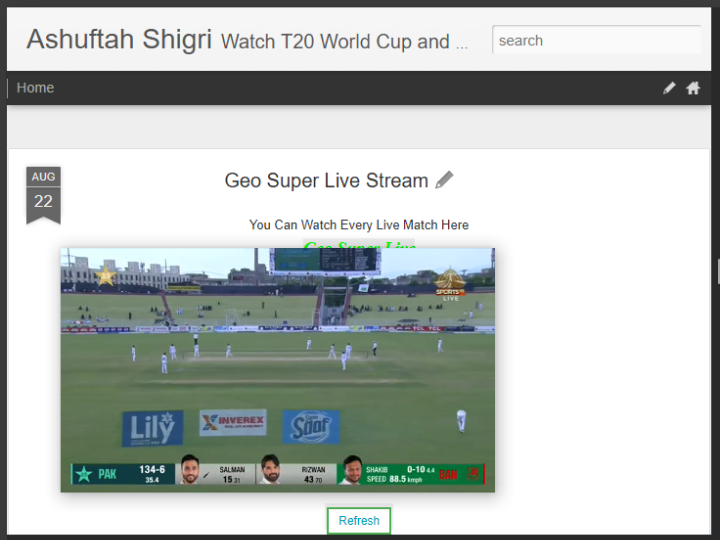 Ashuftah Shigri Watch T20 World Cup and ...
search
Home
AUG
22
Geo Super Live Stream
You Can Watch Every Live Match Here
Geo Super Live
SPORTS
LIVE
TCL TCL
Lily
INVEREX
Saaf
PAK 134-6 35.4
SALMAN 15 31
RIZWAN 43 70
SHAKIB 0-10 4.4
SPEED 88.5 kmph
BAN
Refresh